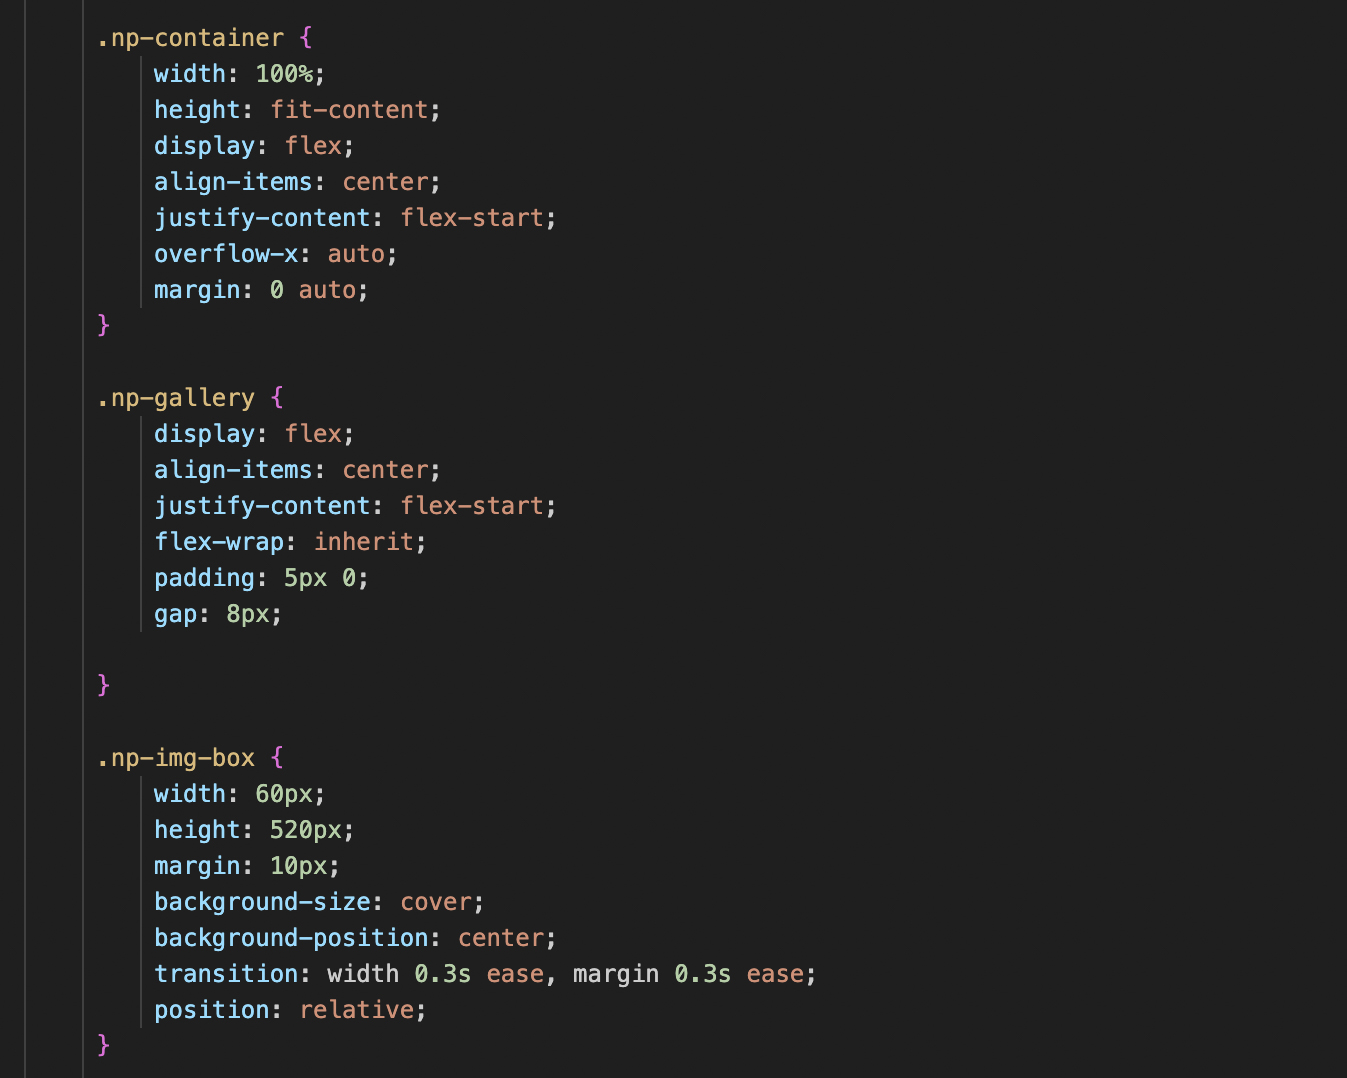 .np-container {
width: 100%;
height: fit-content;
display: flex;
align-items: center;
justify-content: flex-start;
overflow-x: auto;
margin: 0 auto;
}
.np-gallery {
display: flex;
align-items: center;
justify-content: flex-start;
flex-wrap: inherit;
padding: 5px 0;
gap: 8px;
}
.np-img-box {
width: 60px;
height: 520px;
margin: 10px;
background-size: cover;
background-position: center;
transition: width 0.3s ease, margin 0.3s ease;
position: relative;
}